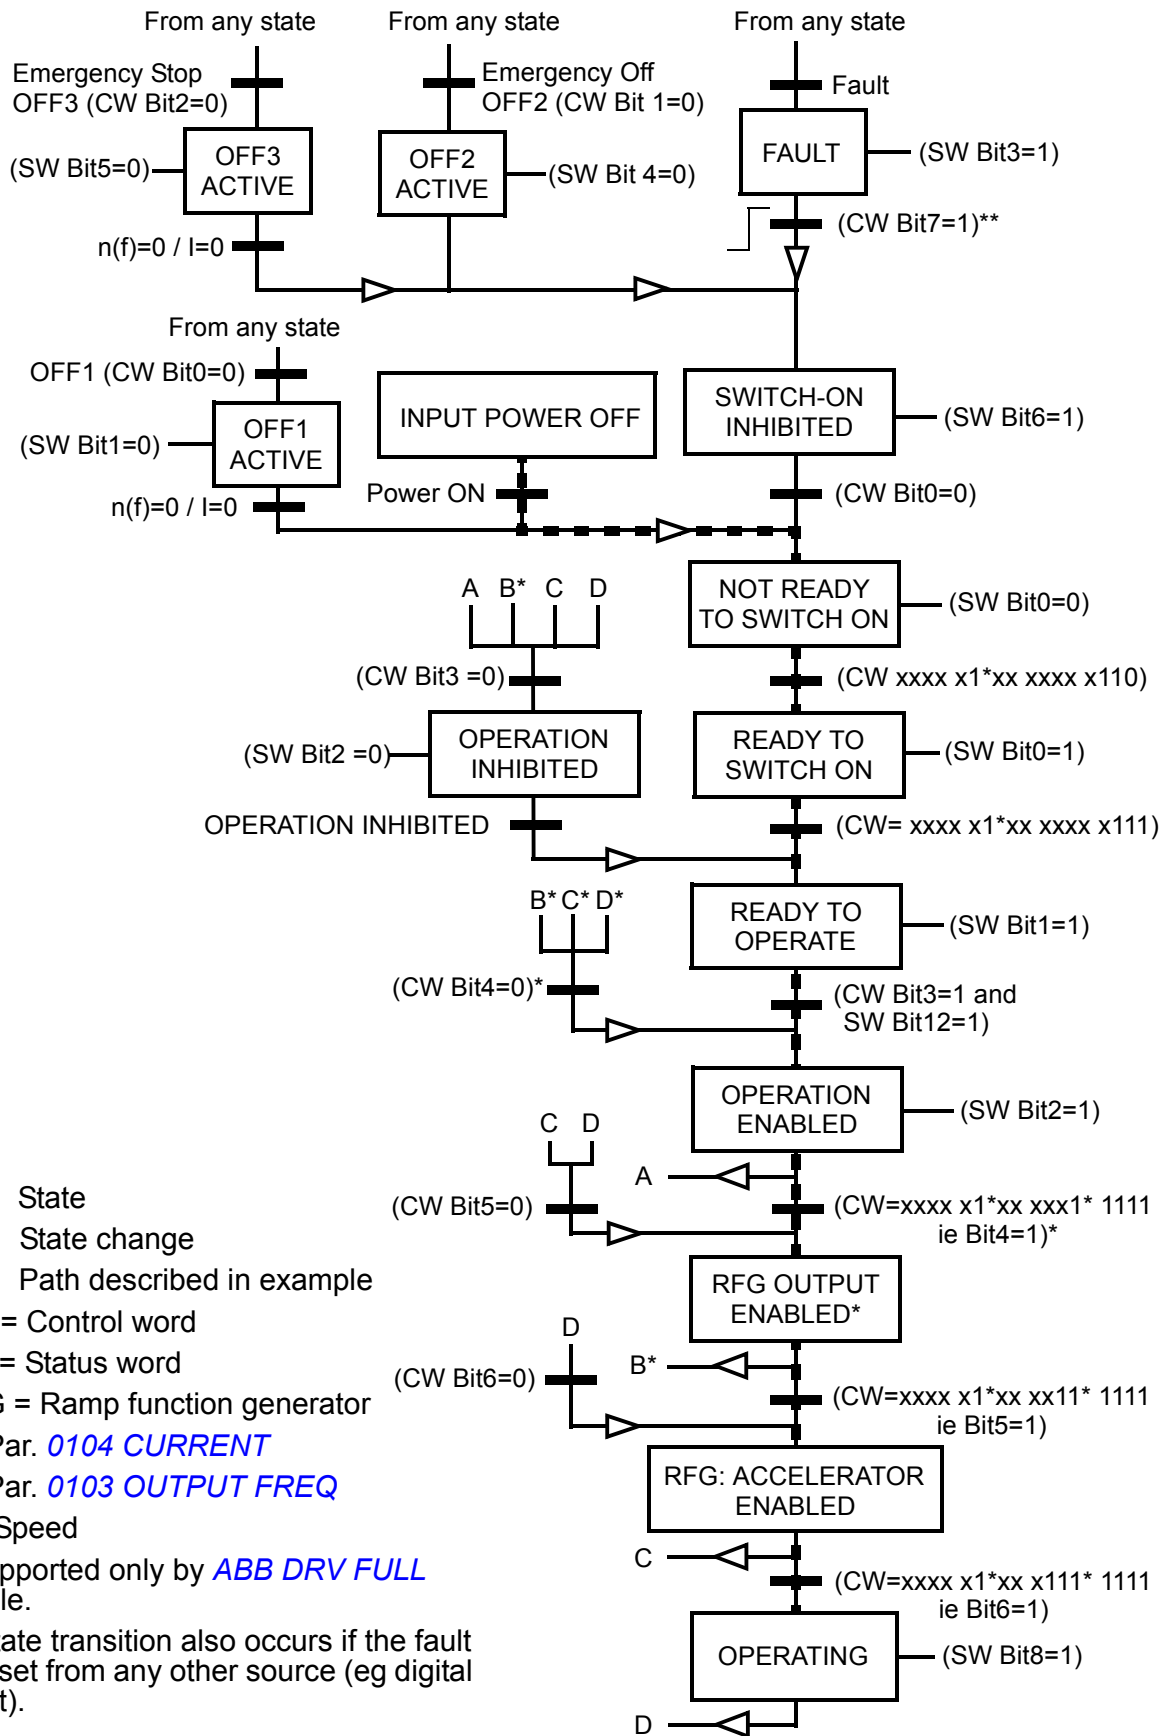 From any state
From any state
From any state
Emergency Stop
OFF3 (CW Bit2=0)
Emergency Off
OFF2 (CW Bit 1=0)
Fault
(SW Bit5=0)
OFF3
ACTIVE
OFF2
ACTIVE
(SW Bit 4=0)
FAULT
(SW Bit3=1)
n(f)=0 / I=0
(CW Bit7=1)**
From any state
OFF1 (CW Bit0=0)
(SW Bit1=0)
OFF1
ACTIVE
INPUT POWER OFF
SWITCH-ON
INHIBITED
(SW Bit6=1)
n(f)=0 / I=0
Power ON
(CW Bit0=0)
A B* C D
NOT READY
TO SWITCH ON
(SW Bit0=0)
(CW Bit3 =0)
(CW xxxx x1*xx xxxx x110)
(SW Bit2 =0)
OPERATION
INHIBITED
READY TO
SWITCH ON
(SW Bit0=1)
OPERATION INHIBITED
(CW= xxxx x1*xx xxxx x111)
B* C* D*
READY TO
OPERATE
(SW Bit1=1)
(CW Bit4=0)*
(CW Bit3=1 and
SW Bit12=1)
OPERATION
ENABLED
(SW Bit2=1)
C D
A
(CW Bit5=0)
(CW=xxxx x1*xx xxx1* 1111
ie Bit4=1)*
RFG OUTPUT
ENABLED*
D
B*
(CW Bit6=0)
(CW=xxxx x1*xx xx11* 1111
ie Bit5=1)
RFG: ACCELERATOR
ENABLED
C
(CW=xxxx x1*xx x111* 1111
ie Bit6=1)
OPERATING
(SW Bit8=1)
D
State
State change
Path described in example
= Control word
= Status word
= Ramp function generator
Par. 0104 CURRENT
Par. 0103 OUTPUT FREQ
Speed
pported only by ABB DRV FULL
le.
tate transition also occurs if the fault
set from any other source (eg digital
t).